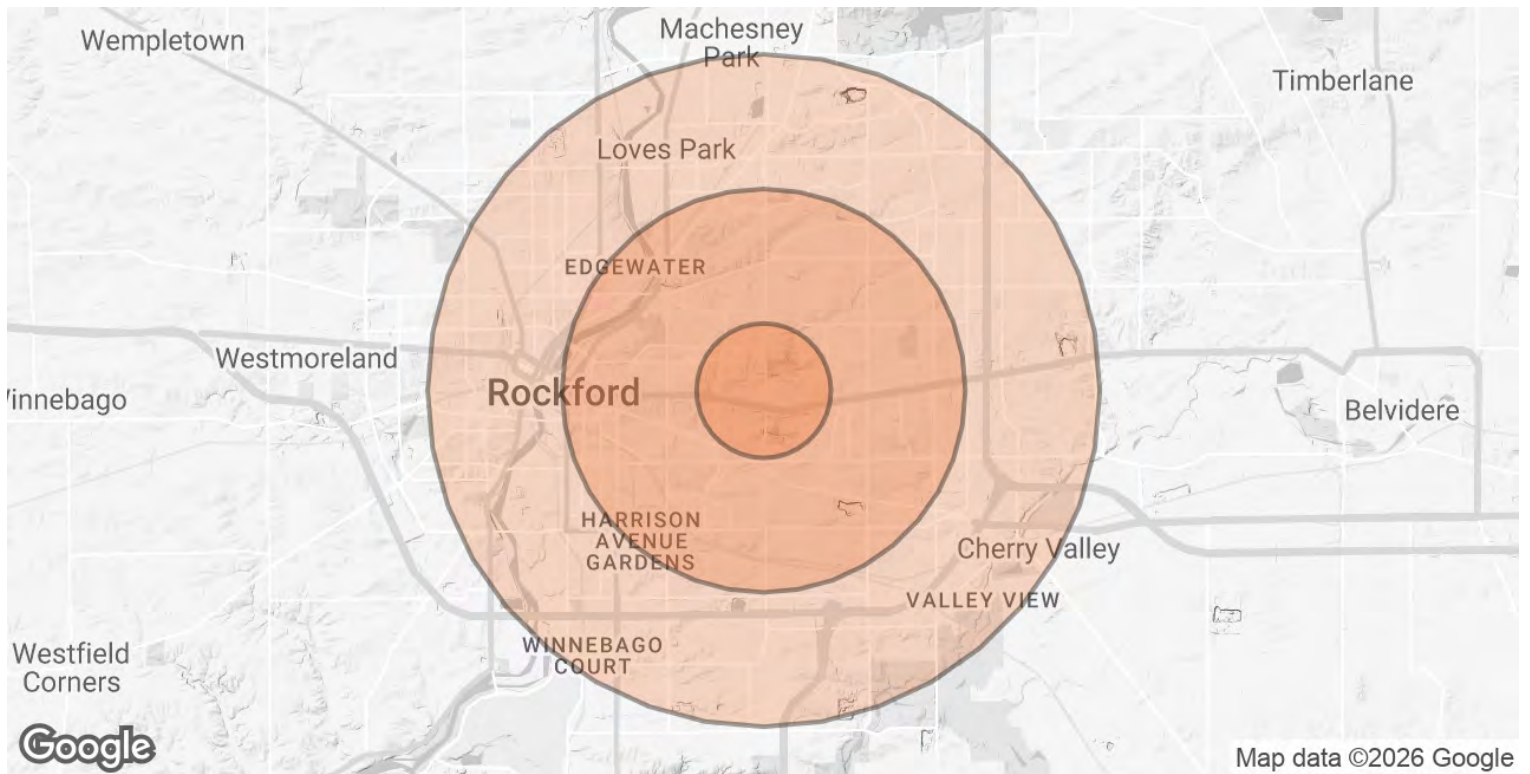 Wempletown
Machesney
Park
Timberlane
Loves Park
EDGEWATER
Westmoreland
Rockford
Belvidere
HARRISON
AVENUE
GARDENS
Cherry Valley
VALLEY VIEW
WINNEBAGO
COURT
Westfield
Corners
Google
Map data ©2026 Google